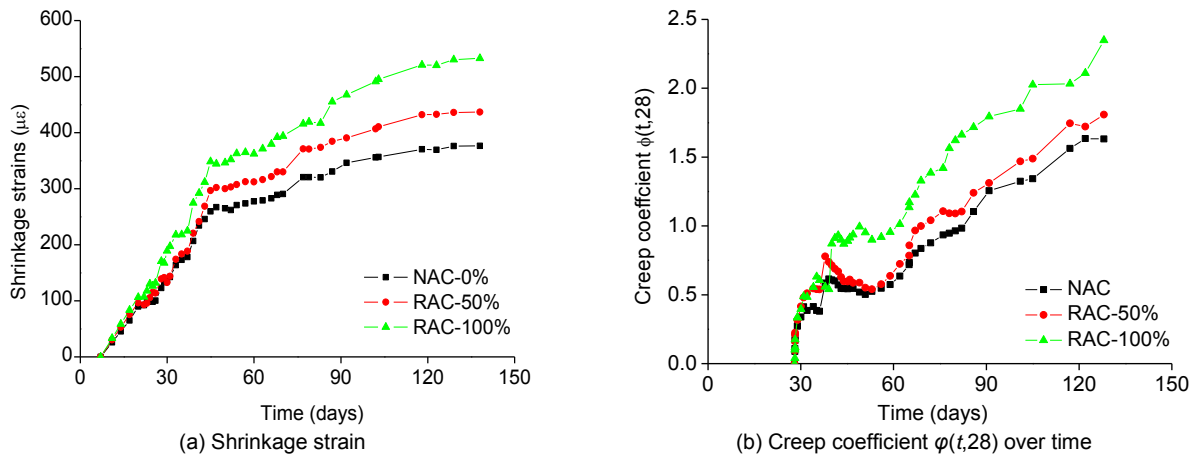 600
500
400
300
200
100
0
0 30 60 90 120 150
Shrinkage strains (με)
Time (days)
NAC-0%
RAC-50%
RAC-100%
(a) Shrinkage strain
2.5
2.0
1.5
1.0
0.5
0.0
0 30 60 90 120 150
Creep coefficient ϕ(t,28)
Time (days)
NAC
RAC-50%
RAC-100%
(b) Creep coefficient φ(t,28) over time